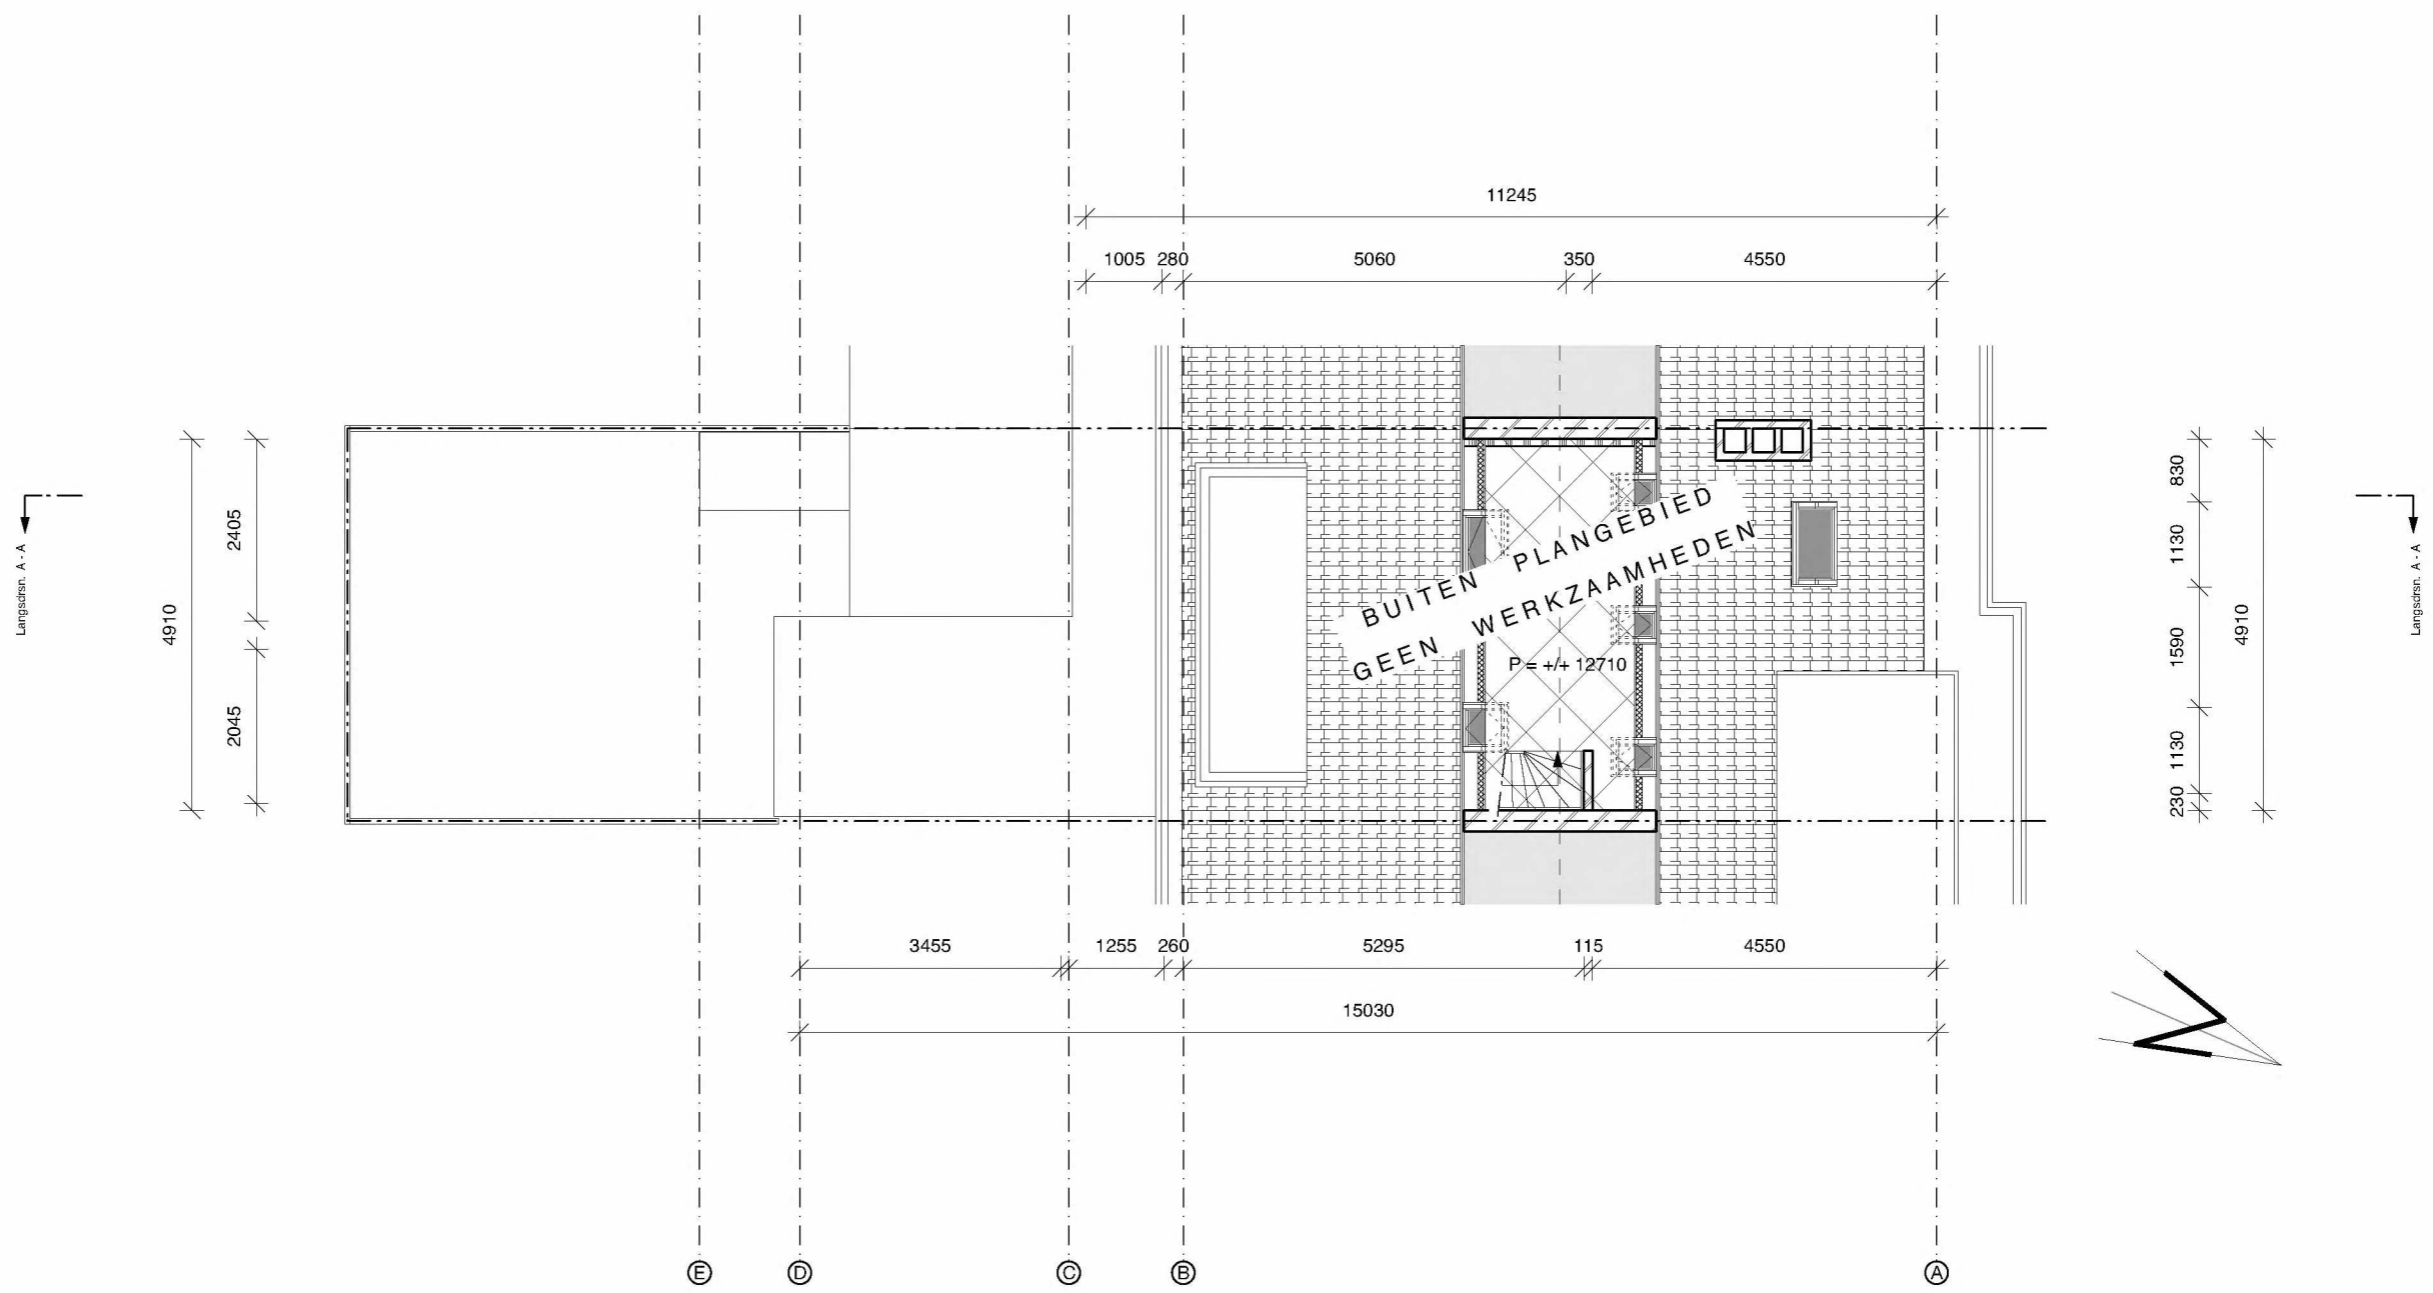 11245
1005 280 5060 350 4550
Langsdrsn. A - A
4910
2405
2045
BUITEN PLANGEBIED
GEEN WERKZAAMHEDEN
P = +/+ 12710
830
1130
1590
1130
230
4910
Langsdrsn. A - A
3455 1255 260 5295 115 4550
15030
E D C B A